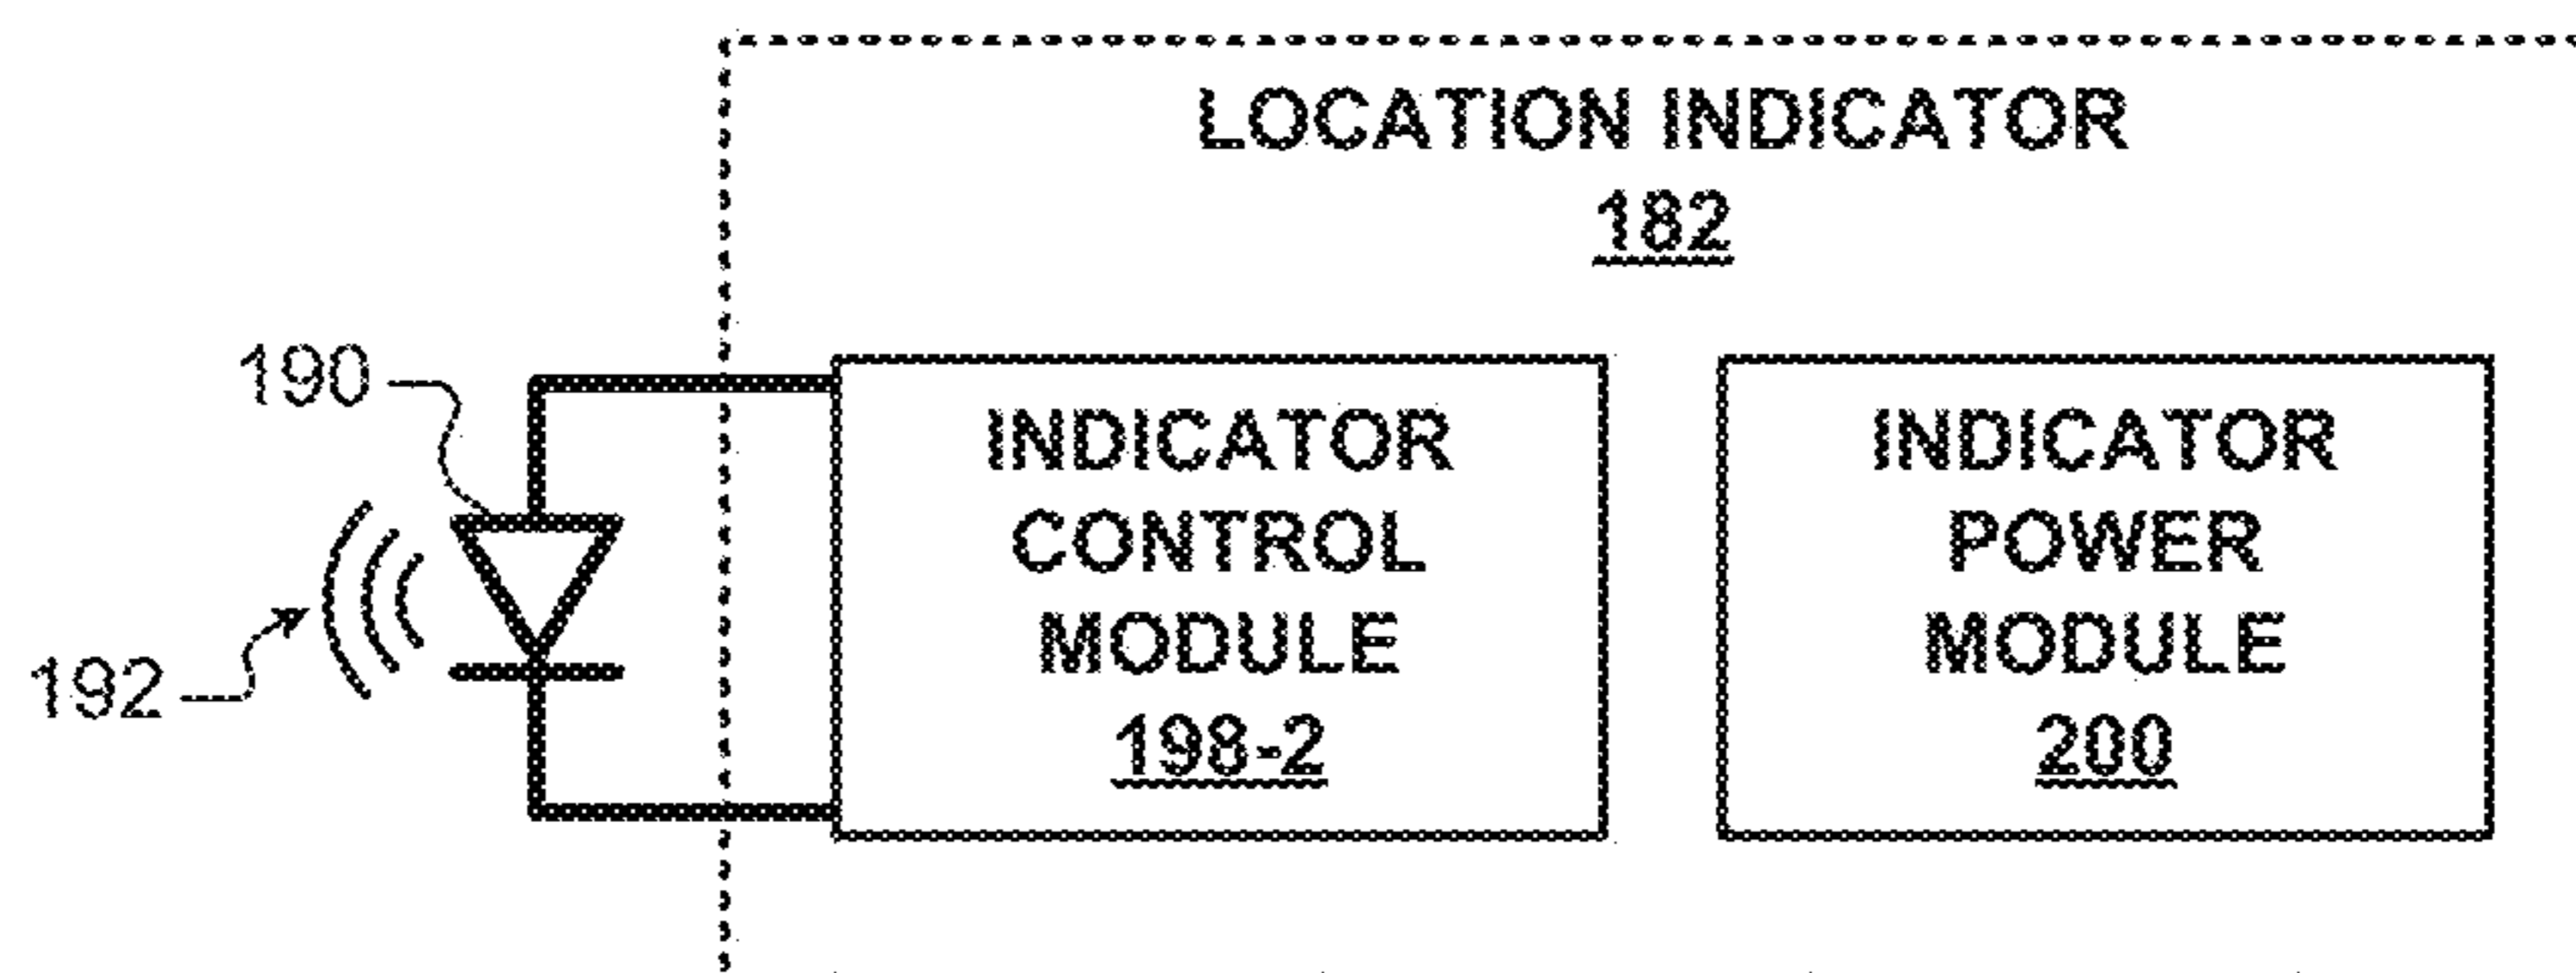 LOCATION INDICATOR
182
190
192
INDICATOR
CONTROL
MODULE
198-2
INDICATOR
POWER
MODULE
200